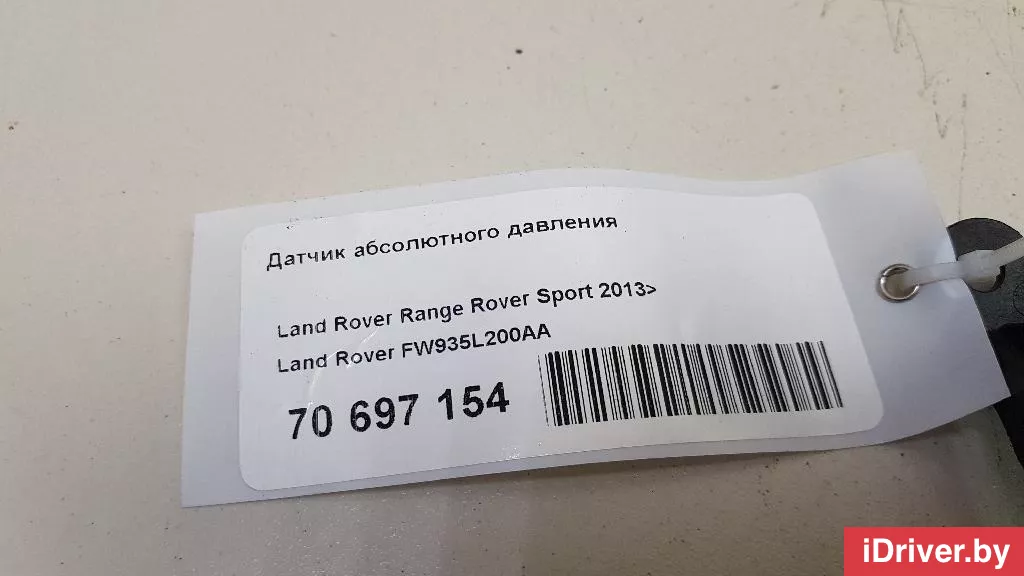 Датчик абсолютного давления
Land Rover Range Rover Sport 2013>
Land Rover FW935L200AA
70 697 154
iDriver.by